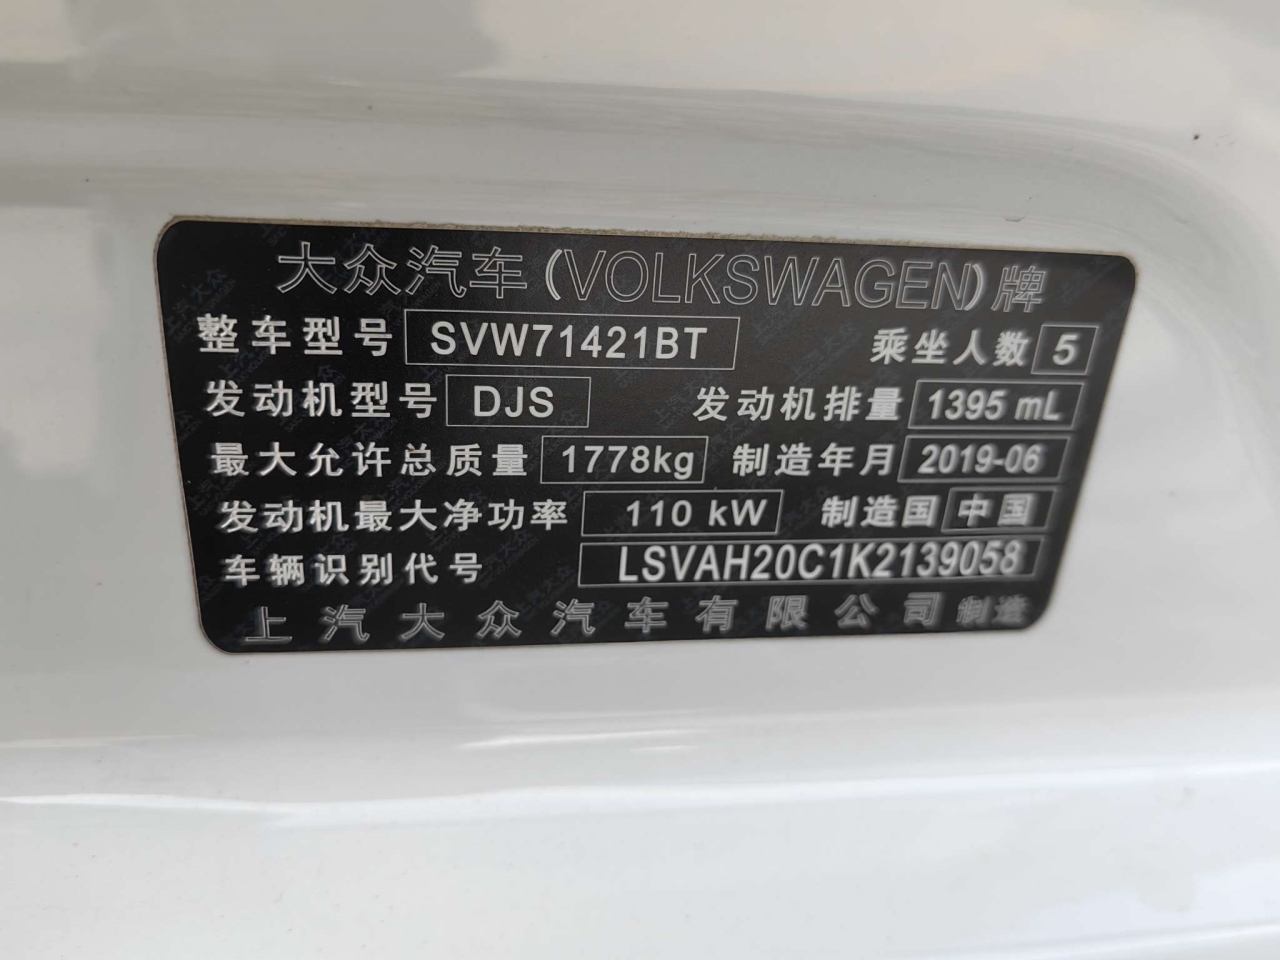 大众汽车(VOLKSWAGEN)牌
整车型号 SVW71421BT 乘坐人数 5
发动机型号 DJS 发动机排量 1395 mL
最大允许总质量 1778kg 制造年月 2019-06
发动机最大净功率 110 kW 制造国 中国
车辆识别代号 LSVAH20C1K2139058
上汽大众汽车有限公司制造